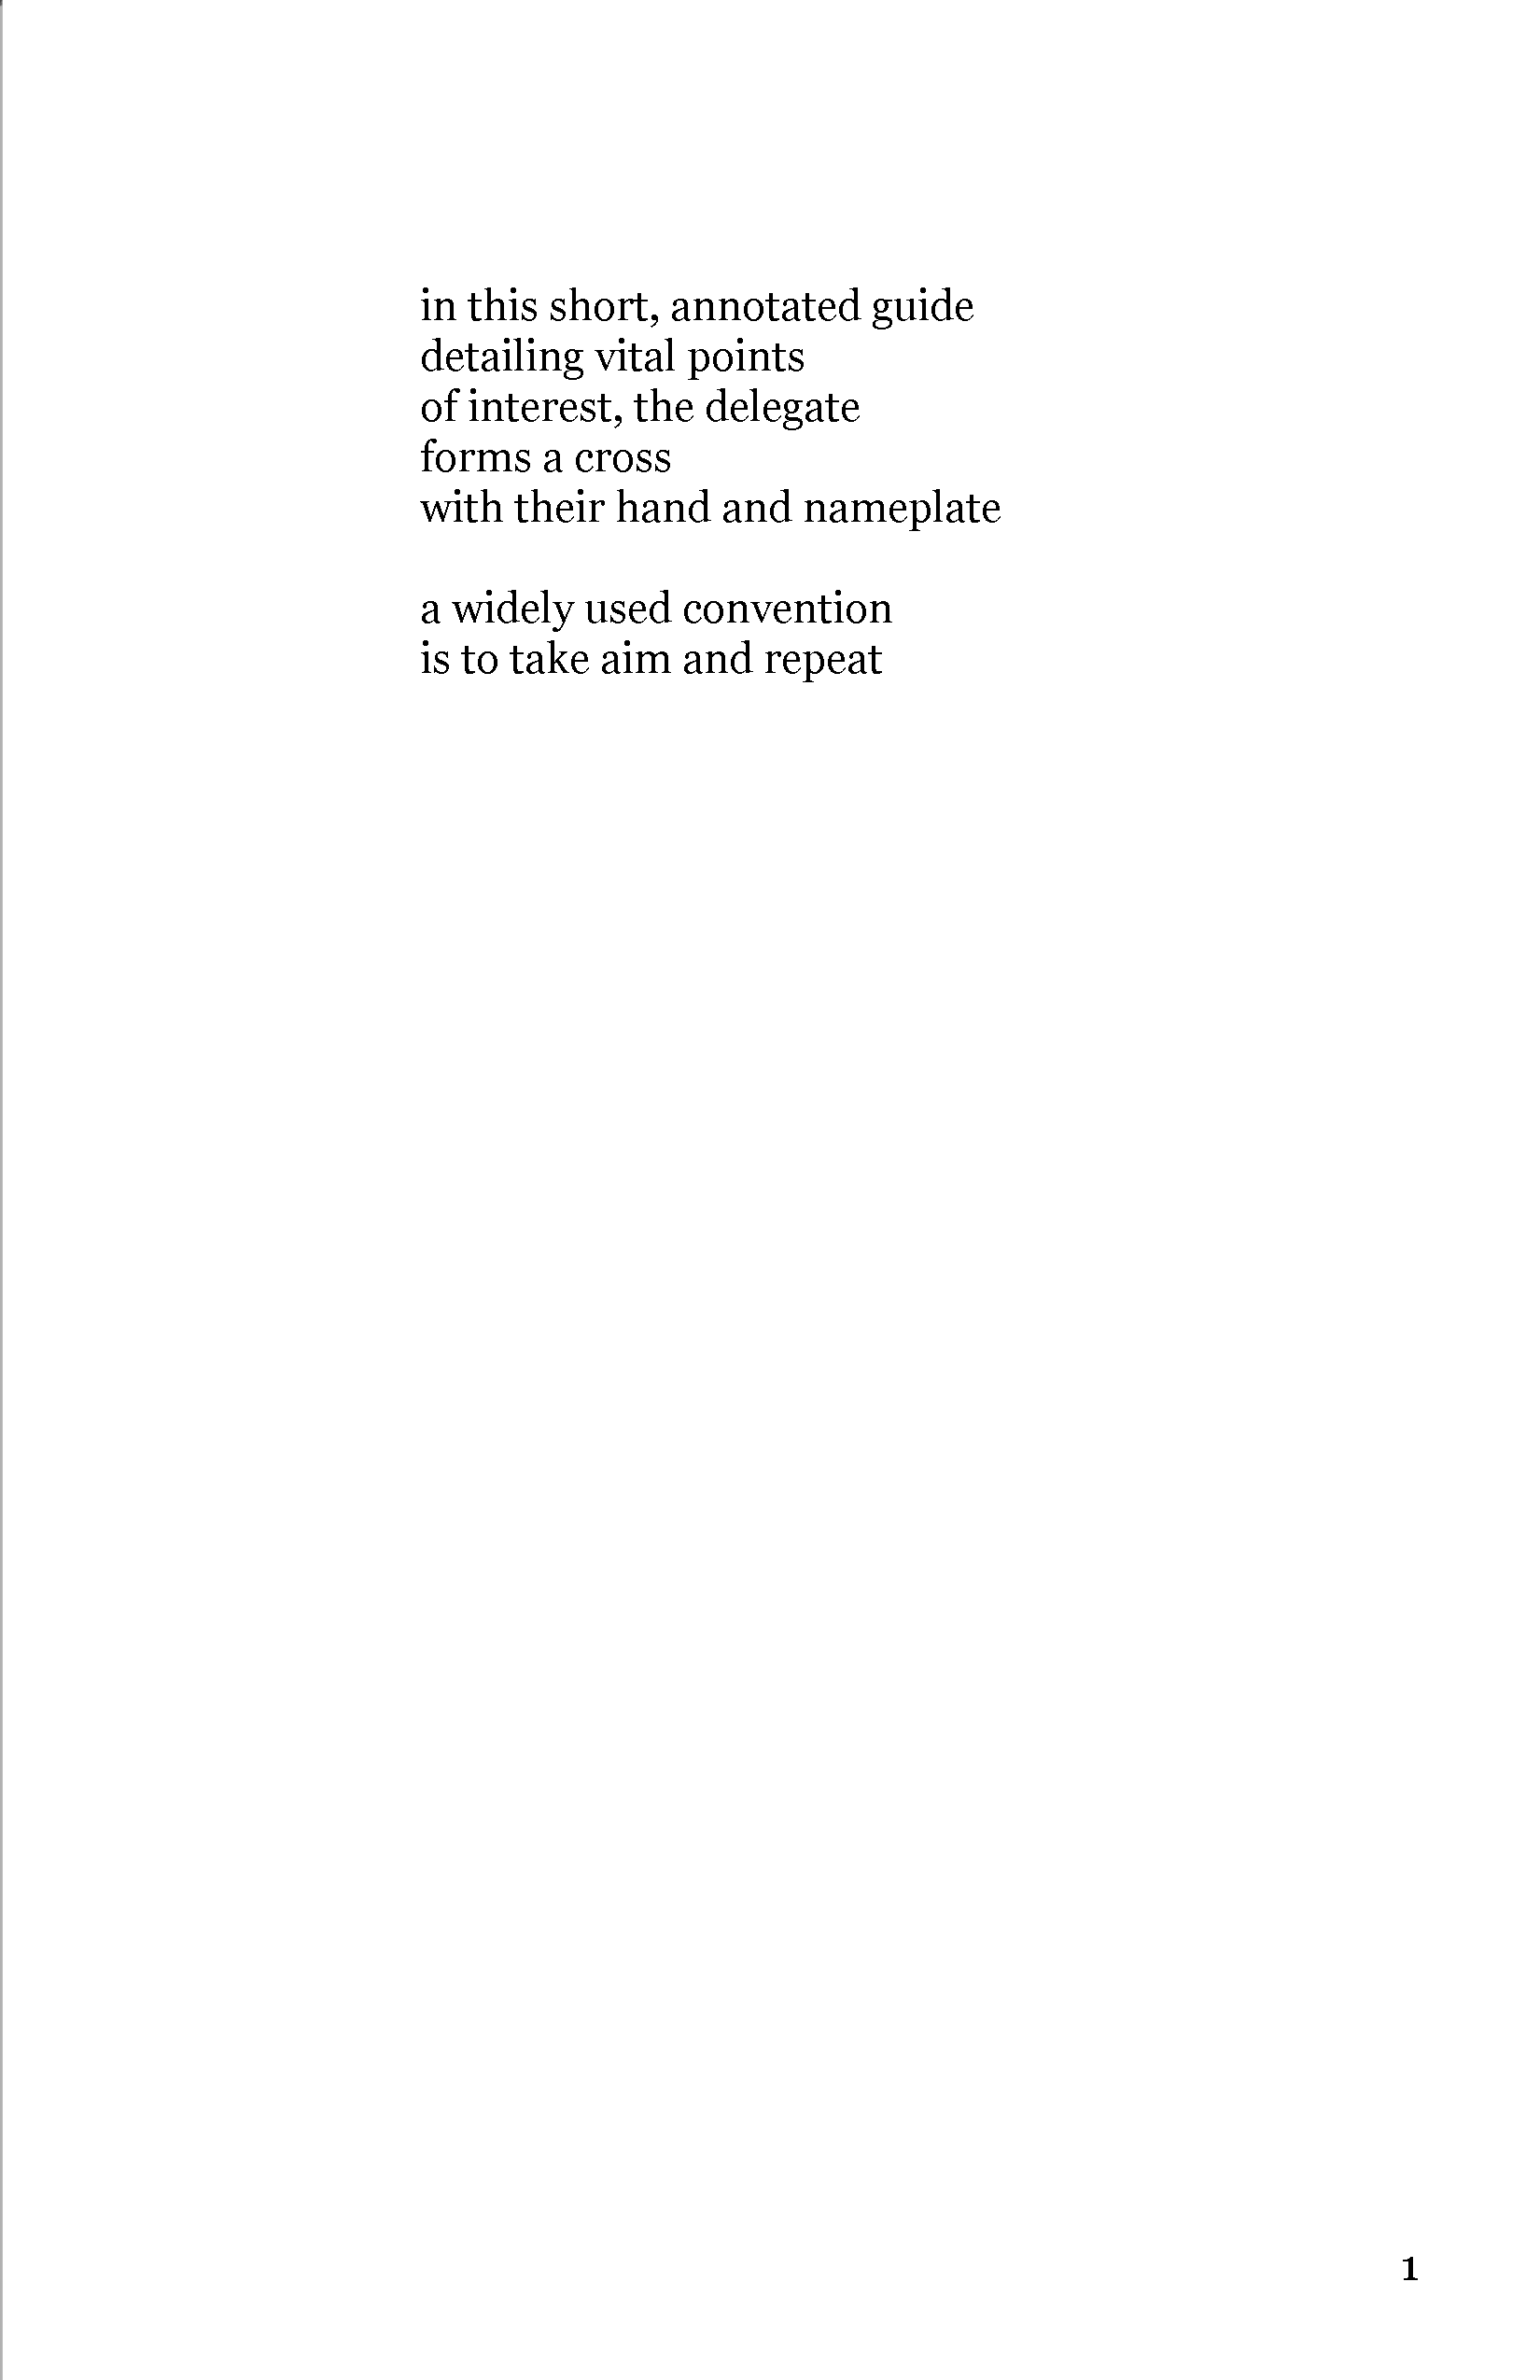 in this short, annotated guide
detailing vital points
of interest, the delegate
forms a cross
with their hand and nameplate

a widely used convention
is to take aim and repeat

1